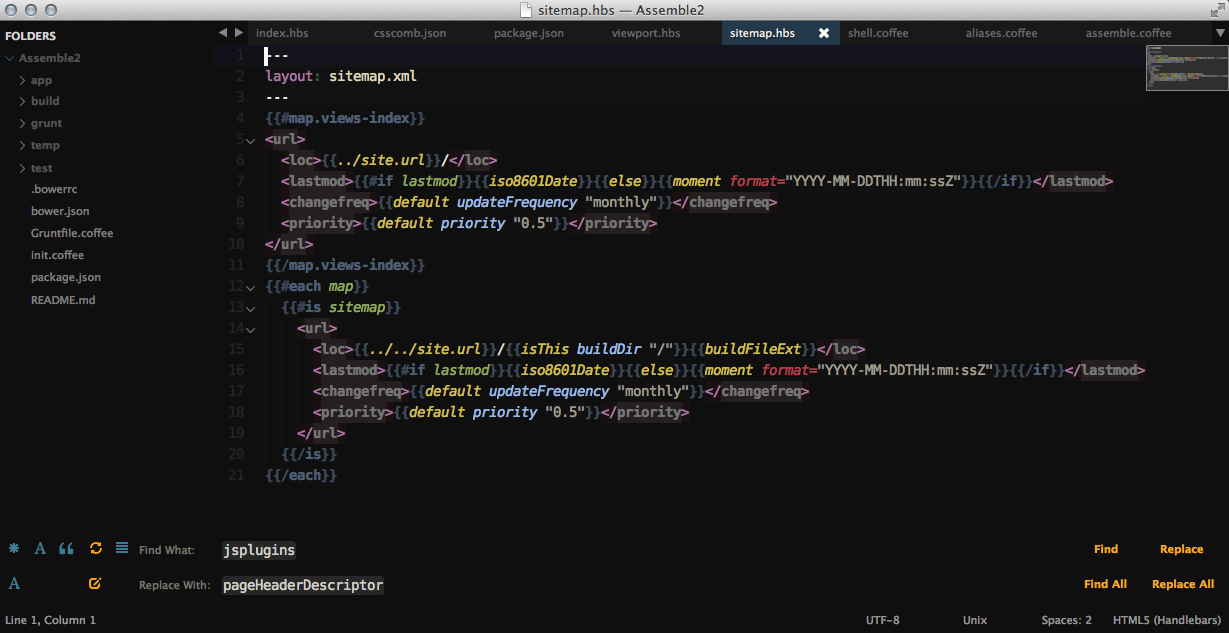 sitemap.hbs — Assemble2
FOLDERS
Assemble2
app
build
grunt
temp
test
.bowerrc
bower.json
Gruntfile.coffee
init.coffee
package.json
README.md
index.hbs csscomb.json package.json viewport.hbs sitemap.hbs shell.coffee aliases.coffee assemble.coffee
1 ---
2 layout: sitemap.xml
3 ---
4 {{#map.views-index}}
5 <url>
6 <loc>{{../site.url}}/</loc>
7 <lastmod>{{#if lastmod}}{{iso8601Date}}{{else}}{{moment format="YYYY-MM-DDTHH:mm:ssZ"}}{{/if}}</lastmod>
8 <changefreq>{{default updateFrequency "monthly"}}</changefreq>
9 <priority>{{default priority "0.5"}}</priority>
10 </url>
11 {{/map.views-index}}
12 {{#each map}}
13 {{#is sitemap}}
14 <url>
15 <loc>{{../../site.url}}/{{isThis buildDir "/"}}{{buildFileExt}}</loc>
16 <lastmod>{{#if lastmod}}{{iso8601Date}}{{else}}{{moment format="YYYY-MM-DDTHH:mm:ssZ"}}{{/if}}</lastmod>
17 <changefreq>{{default updateFrequency "monthly"}}</changefreq>
18 <priority>{{default priority "0.5"}}</priority>
19 </url>
20 {{/is}}
21 {{/each}}
Find What: jsplugins Find Replace
Replace With: pageHeaderDescriptor Find All Replace All
Line 1, Column 1 UTF-8 Unix Spaces: 2 HTML5 (Handlebars)